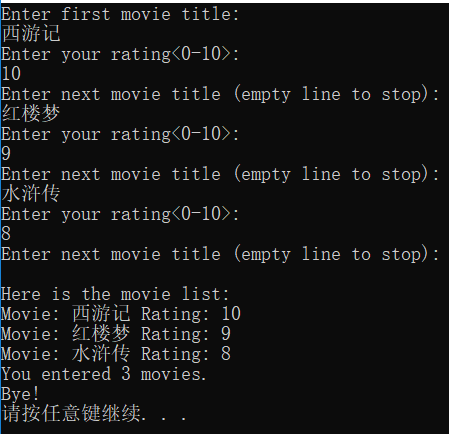 Enter first movie title:
西游记
Enter your rating<0-10>:
10
Enter next movie title (empty line to stop):
红楼梦
Enter your rating<0-10>:
9
Enter next movie title (empty line to stop):
水浒传
Enter your rating<0-10>:
8
Enter next movie title (empty line to stop):
Here is the movie list:
Movie: 西游记 Rating: 10
Movie: 红楼梦 Rating: 9
Movie: 水浒传 Rating: 8
You entered 3 movies.
Bye!
请按任意键继续. . .